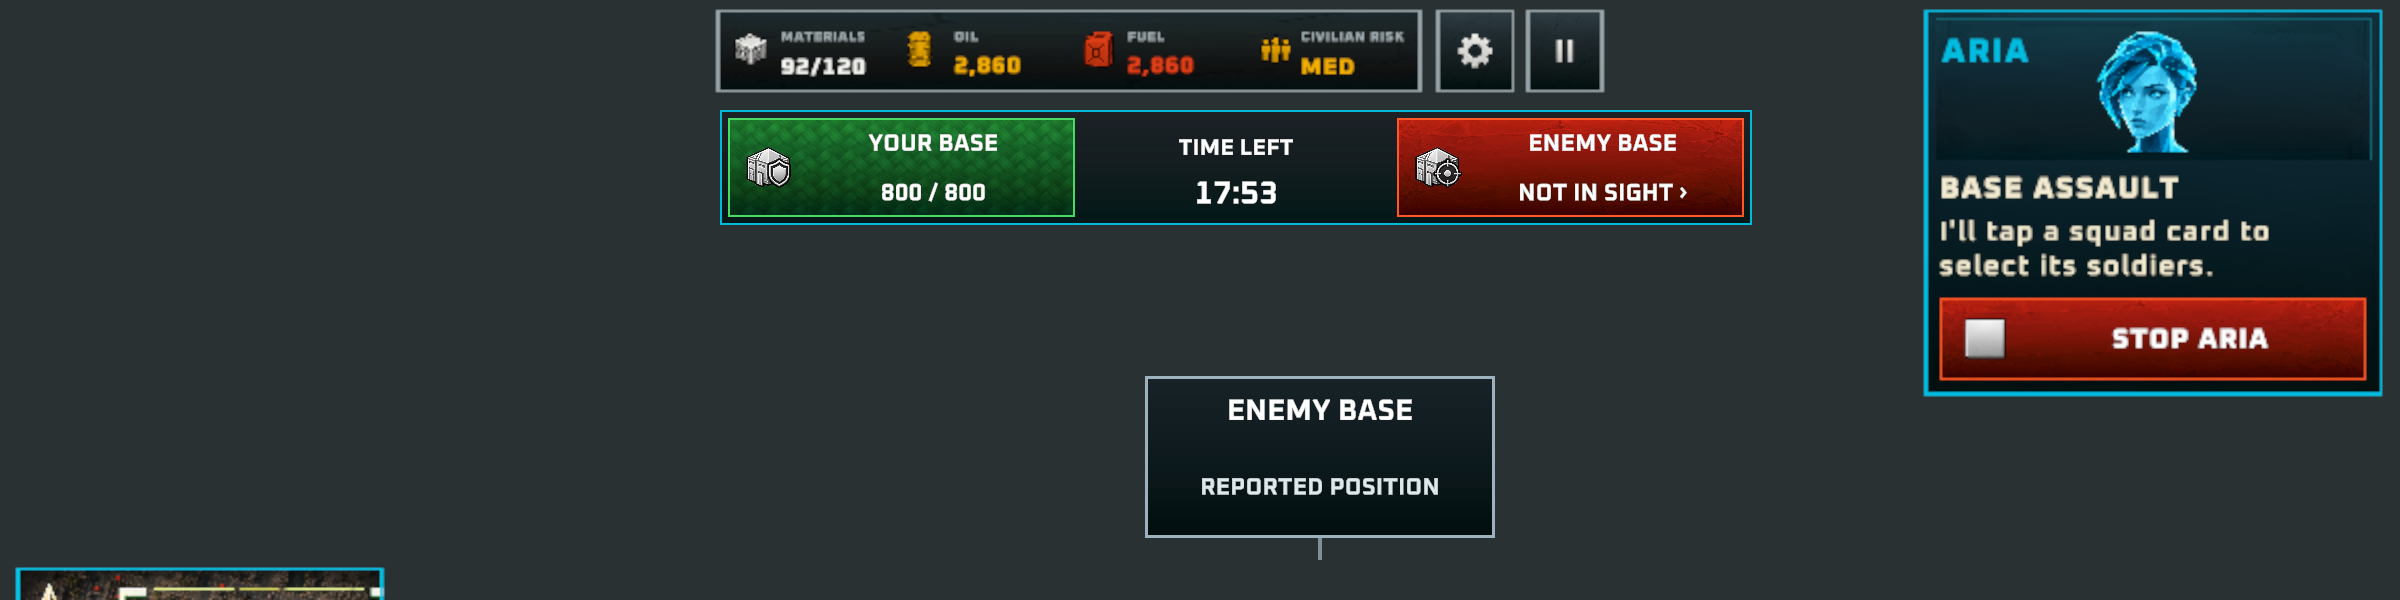 MATERIALS
92/120
OIL
2,860
FUEL
2,860
CIVILIAN RISK
MED
YOUR BASE
800 / 800
TIME LEFT
17:53
ENEMY BASE
NOT IN SIGHT ›
ARIA
BASE ASSAULT
I'll tap a squad card to
select its soldiers.
STOP ARIA
ENEMY BASE
REPORTED POSITION